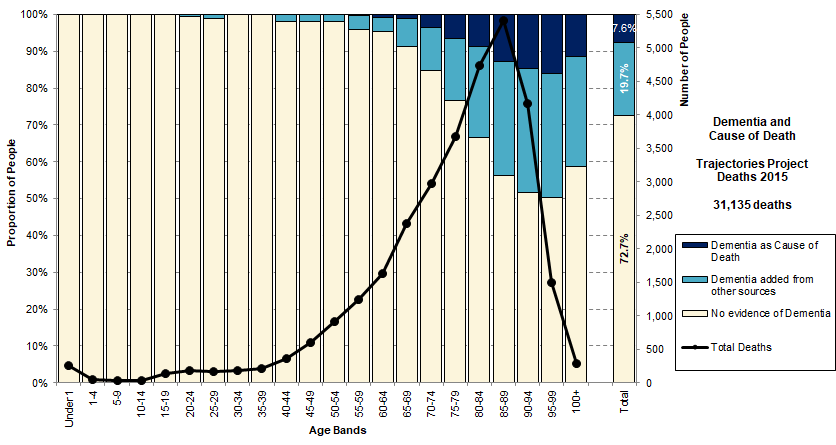 100%
90%
80%
70%
60%
50%
40%
30%
20%
10%
0%
Proportion of People
Under 1
1-4
5-9
10-14
15-19
20-24
25-29
30-34
35-39
40-44
45-49
50-54
55-59
60-64
65-69
70-74
75-79
80-84
85-89
90-94
95-99
100+
Total
Age Bands
7.6%
19.7%
72.7%
5,500
5,000
4,500
4,000
3,500
3,000
2,500
2,000
1,500
1,000
500
0
Number of People
Dementia and
Cause of Death
Trajectories Project
Deaths 2015
31,135 deaths
Dementia as Cause of
Death
Dementia added from
other sources
No evidence of Dementia
Total Deaths